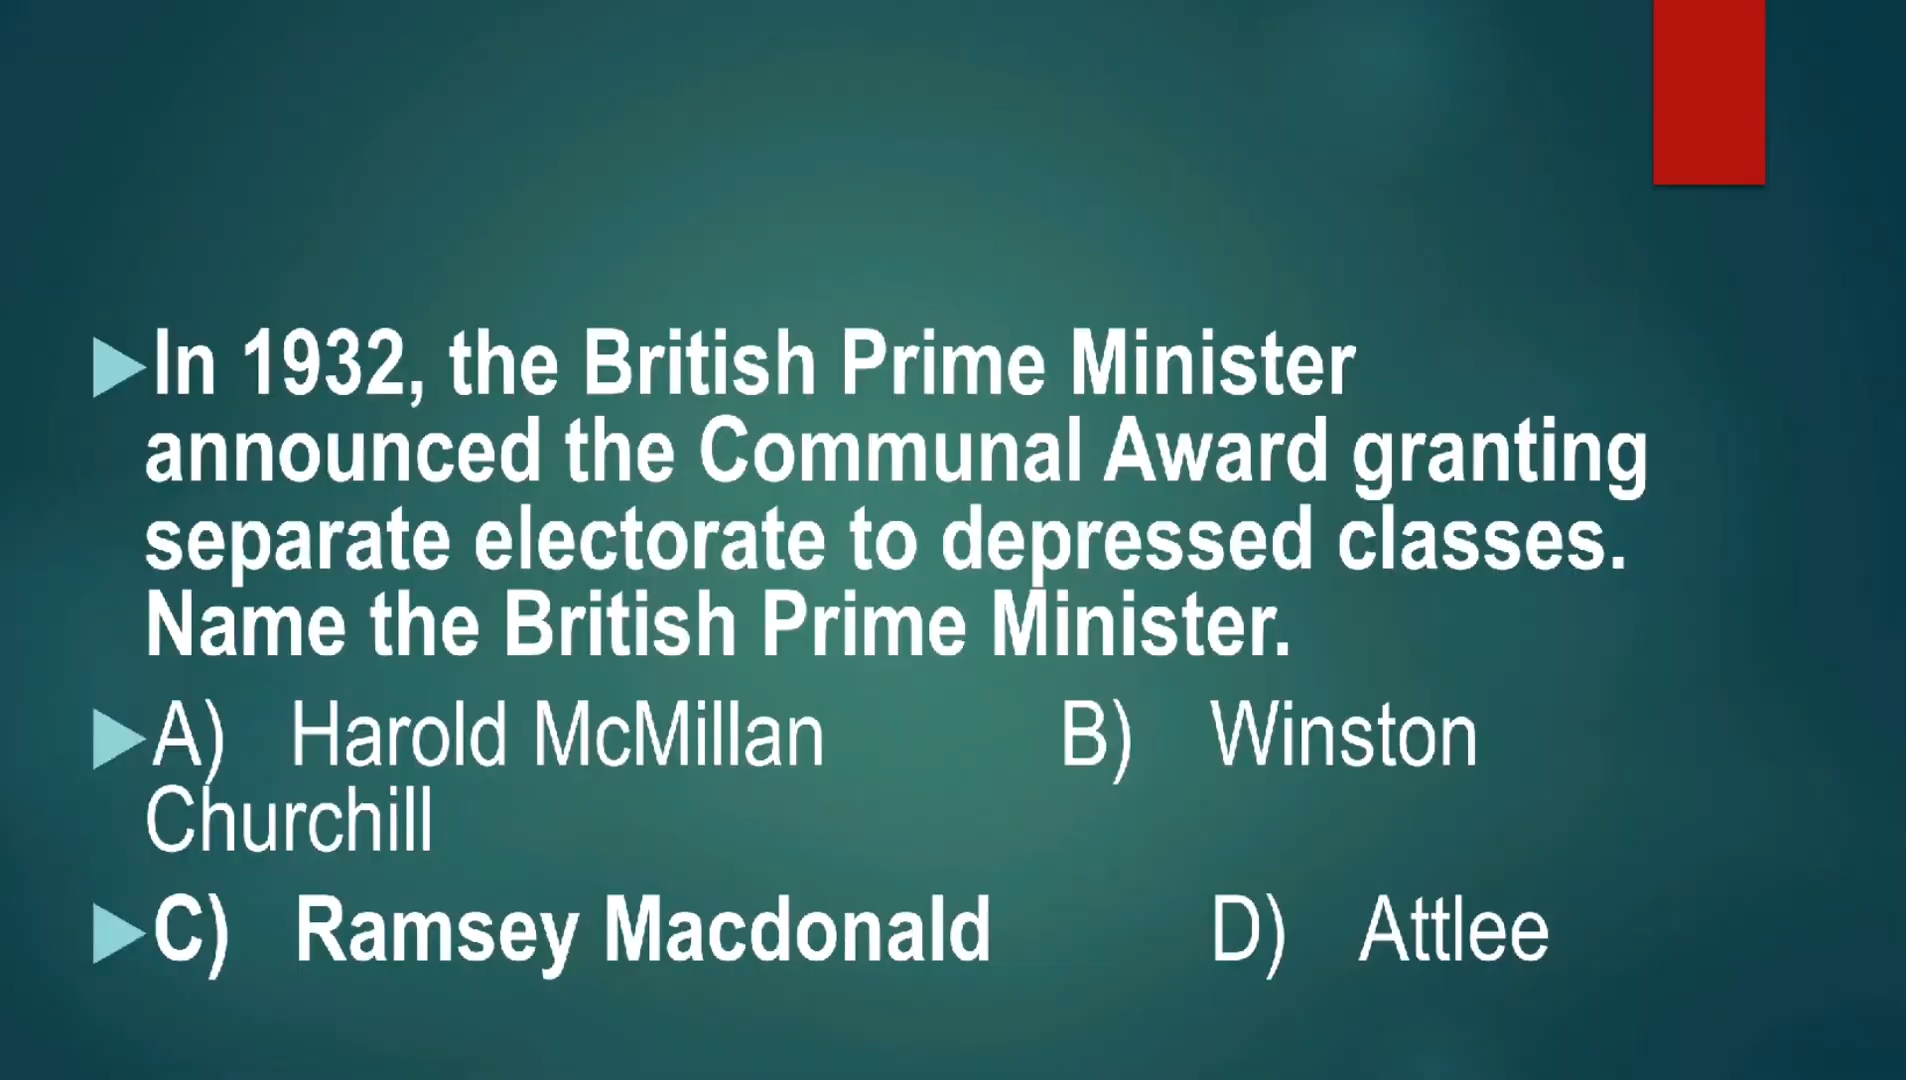 In 1932, the British Prime Minister
announced the Communal Award granting
separate electorate to depressed classes.
Name the British Prime Minister.
A) Harold McMillan B) Winston
Churchill
C) Ramsey Macdonald D) Attlee